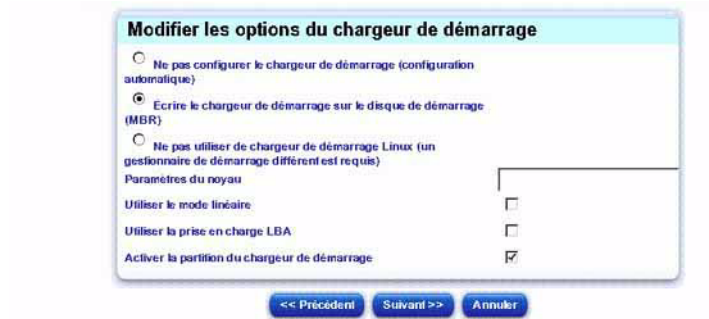 Modifier les options du chargeur de démarrage
Ne pas configurer le chargeur de démarrage (configuration
automatique)
Écrire le chargeur de démarrage sur le disque de démarrage
(MBR)
Ne pas utiliser de chargeur de démarrage Linux (un
gestionnaire de démarrage différent est requis)
Paramètres du noyau
Utiliser le mode linéaire
Utiliser la prise en charge LBA
Activer la partition du chargeur de démarrage
<< Précédent Suivant >> Annuler